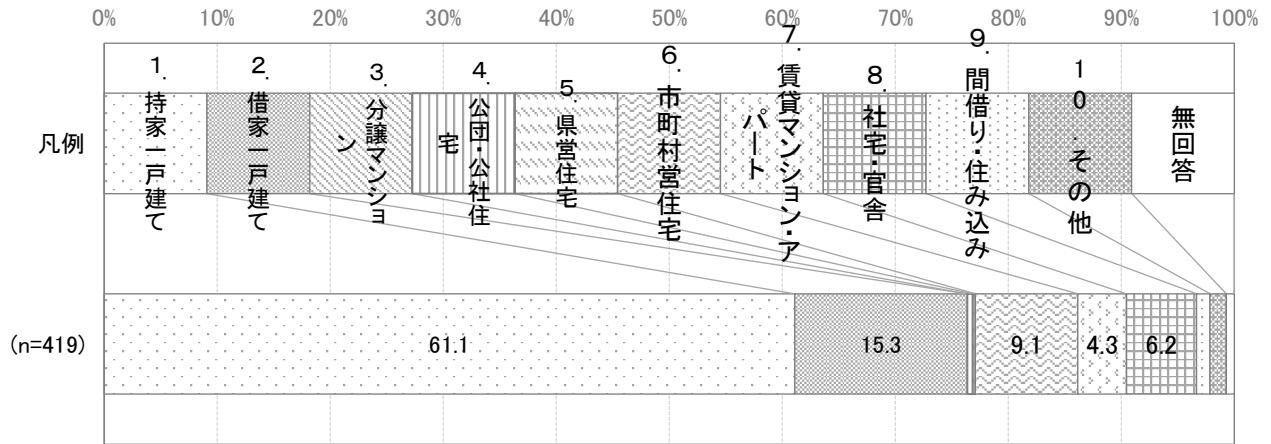 0% 10% 20% 30% 40% 50% 60% 70% 80% 90% 100%
凡例
1.持家一戸建て
2.借家一戸建て
3.分譲マンショ
ン
4.公団・公社住
宅
5.県営住宅
6.市町村営住宅
7.賃貸マンション・ア
パート
8.社宅・官舎
9.間借り・住み込み
10.その他
無回答
(n=419)
61.1 15.3 9.1 4.3 6.2